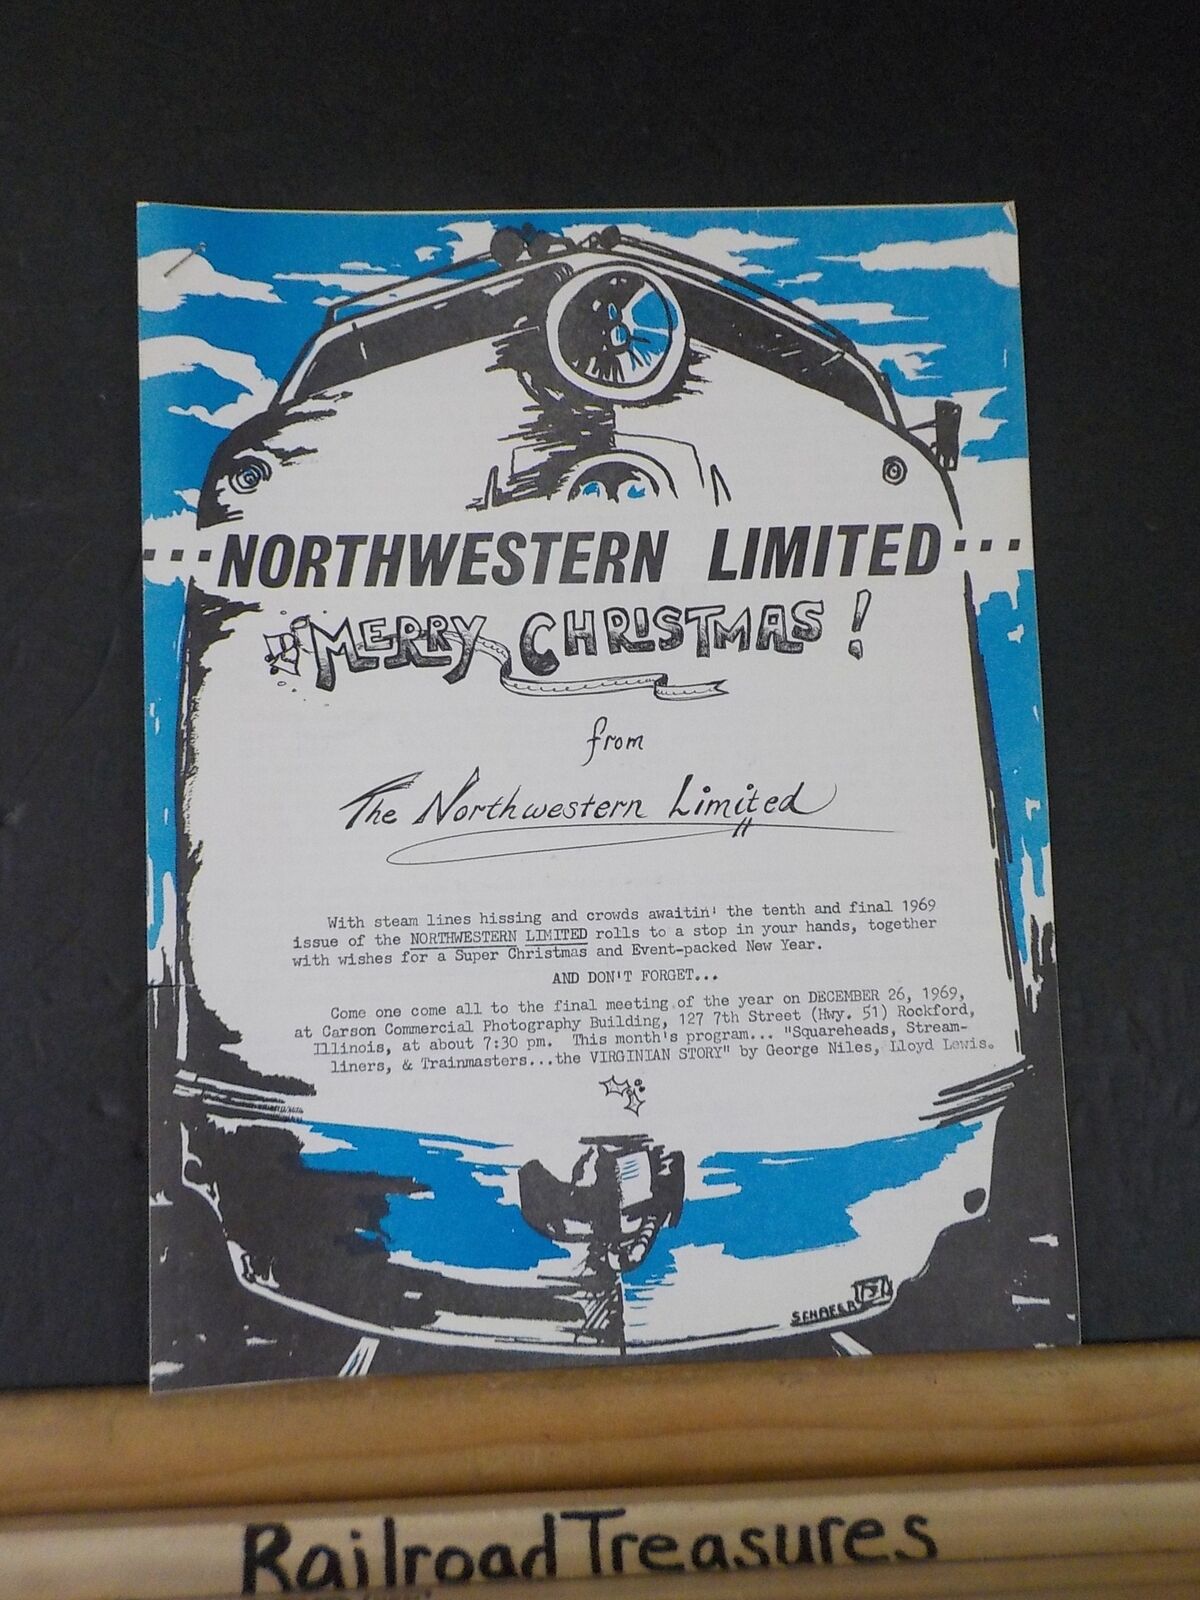 ...NORTHWESTERN LIMITED...
MERRY CHRISTMAS!
from
The Northwestern Limited
With steam lines hissing and crowds awaitin' the tenth and final 1969
issue of the NORTHWESTERN LIMITED rolls to a stop in your hands, together
with wishes for a Super Christmas and Event-packed New Year.
AND DON'T FORGET...
Come one come all to the final meeting of the year on DECEMBER 26, 1969,
at Carson Commercial Photography Building, 127 7th Street (Hwy. 51) Rockford,
Illinois, at about 7:30 pm. This month's program... "Squareheads, Stream-
liners, & Trainmasters...the VIRGINIAN STORY" by George Niles, Lloyd Lewis.
SCHAFER
Railroad Treasures